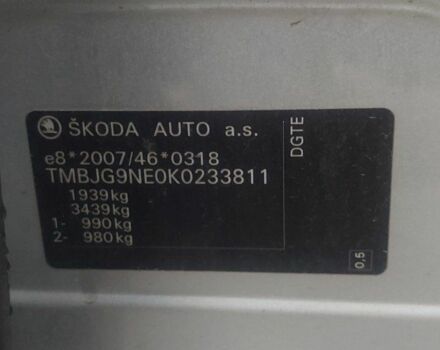 ŠKODA AUTO a.s.
e8*2007/46*0318
TMBJG9NE0K0233811
1939kg
3439kg
1- 990kg
2- 980kg
DGTE
0,5